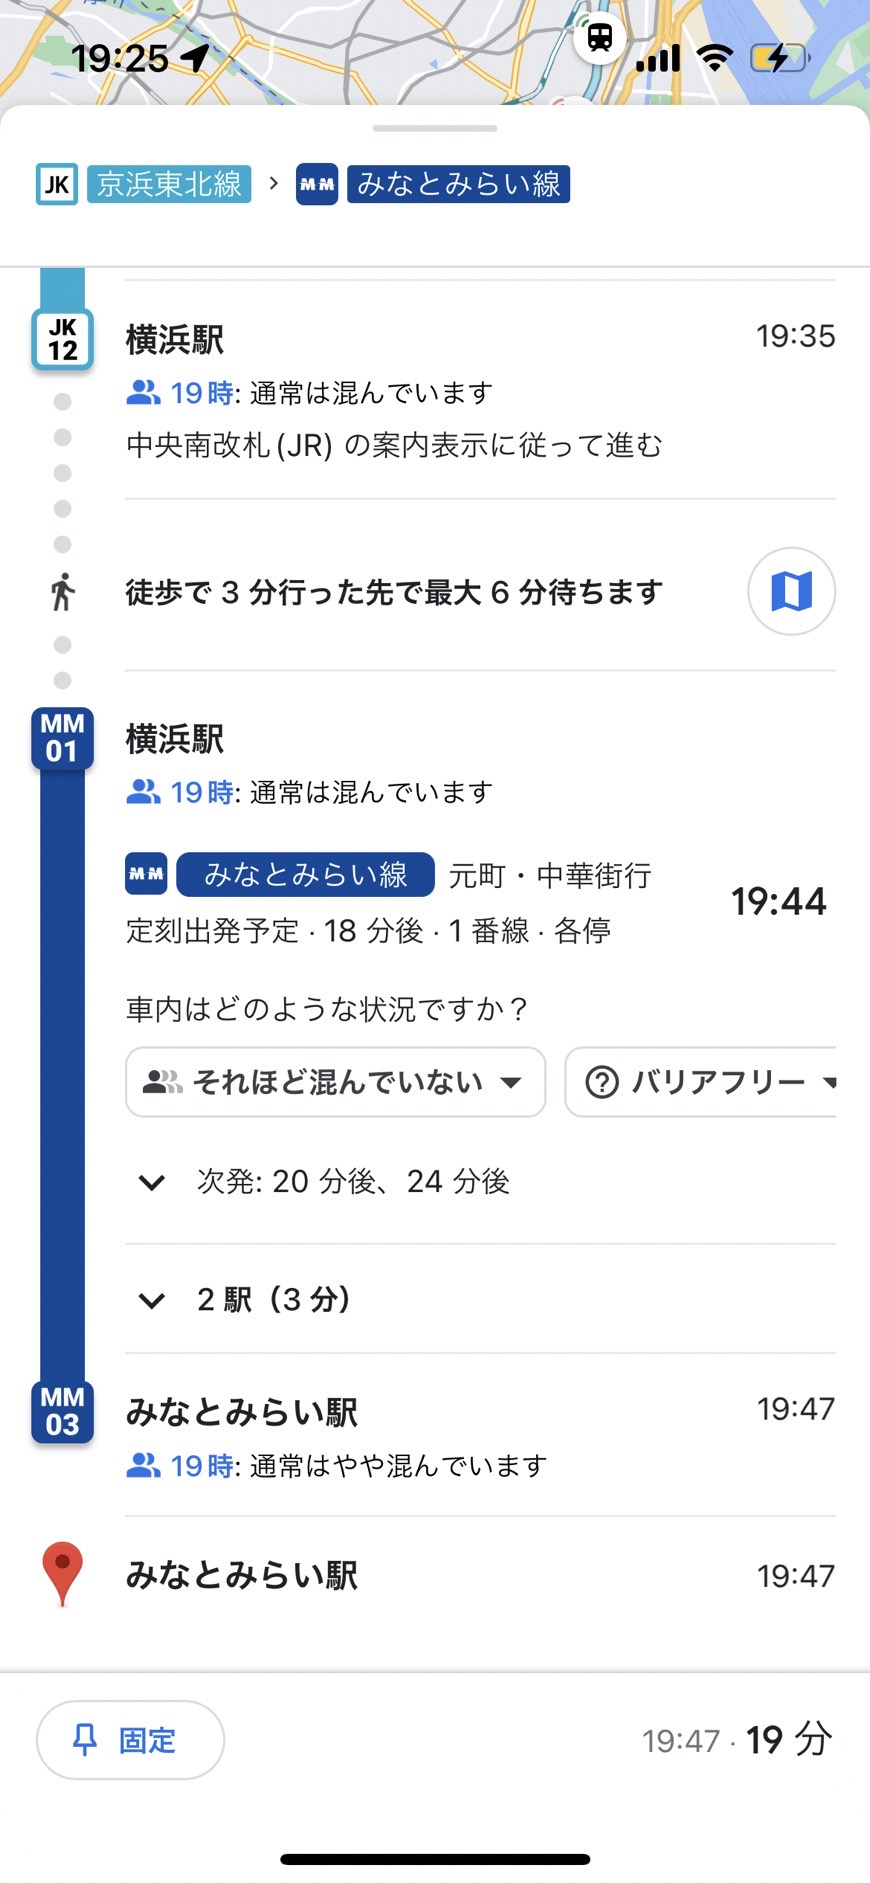 19:25
JK 京浜東北線 › MM みなとみらい線
JK 12
横浜駅 19:35
19時: 通常は混んでいます
中央南改札(JR) の案内表示に従って進む
徒歩で 3 分行った先で最大 6 分待ちます
MM 01
横浜駅
19時: 通常は混んでいます
MM みなとみらい線 元町・中華街行
19:44
定刻出発予定 · 18 分後 · 1 番線 · 各停
車内はどのような状況ですか？
それほど混んでいない
バリアフリー
次発: 20 分後、24 分後
2 駅（3 分）
MM 03
みなとみらい駅 19:47
19時: 通常はやや混んでいます
みなとみらい駅 19:47
固定
19:47 · 19 分